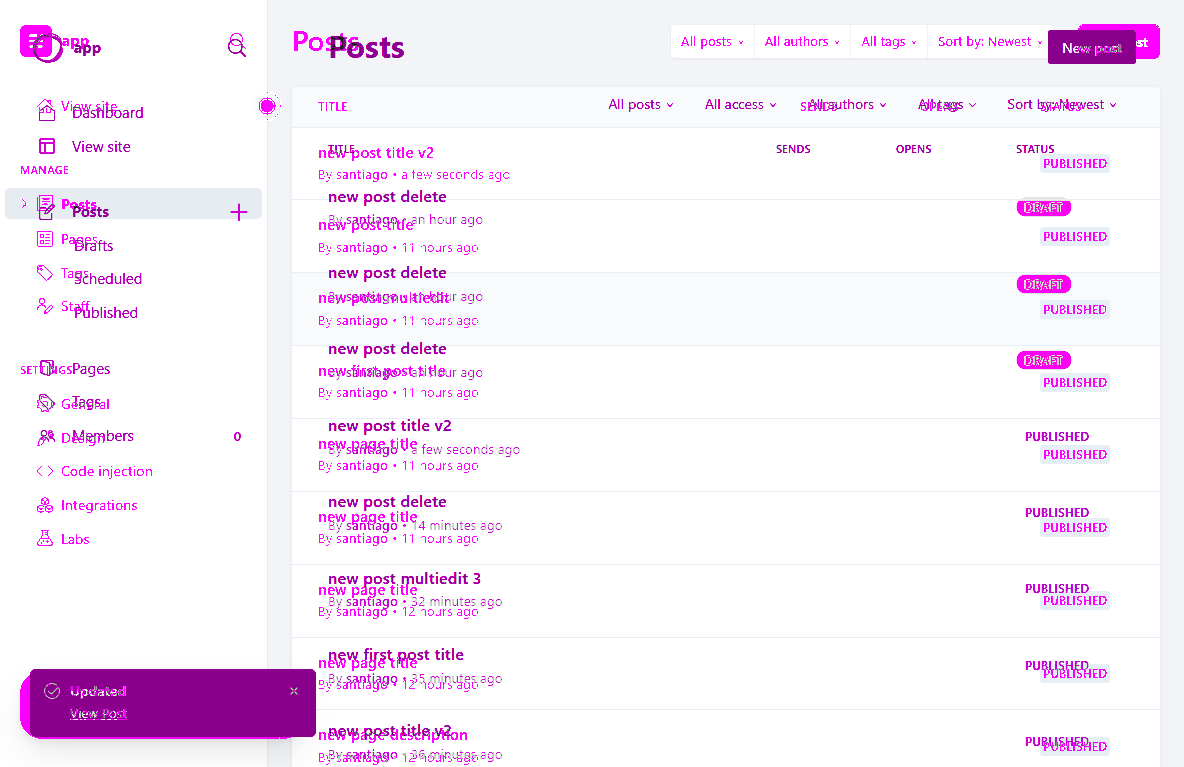 app
app
View site
Dashboard
View site
MANAGE
Posts
Posts
Pages
Drafts
Tags
Scheduled
Staff
Published
SETTINGS
Pages
Tags
General
Design
Members 0
Code injection
Integrations
Labs
Updated
View Post
Posts
Posts
All posts All authors All tags Sort by: Newest
New post
TITLE SENDS OPENS STATUS
All posts All access All authors All tags Sort by: Newest
TITLE SENDS OPENS STATUS
new post title v2
By santiago • a few seconds ago PUBLISHED
new post delete
By santiago • an hour ago DRAFT
new post title
By santiago • 11 hours ago PUBLISHED
new post delete
By santiago • an hour ago DRAFT
new post multiedit
By santiago • 11 hours ago PUBLISHED
new post delete
By santiago • an hour ago DRAFT
new first post title
By santiago • 11 hours ago PUBLISHED
new post title v2
By santiago • a few seconds ago PUBLISHED
new page title
By santiago • 11 hours ago PUBLISHED
new post delete
By santiago • 14 minutes ago PUBLISHED
new page title
By santiago • 11 hours ago PUBLISHED
new post multiedit 3
By santiago • 32 minutes ago PUBLISHED
new page title
By santiago • 12 hours ago PUBLISHED
new first post title
By santiago • 35 minutes ago PUBLISHED
new page title
By santiago • 12 hours ago PUBLISHED
new post title v2
By santiago • 36 minutes ago PUBLISHED
new page description
By santiago • 12 hours ago PUBLISHED